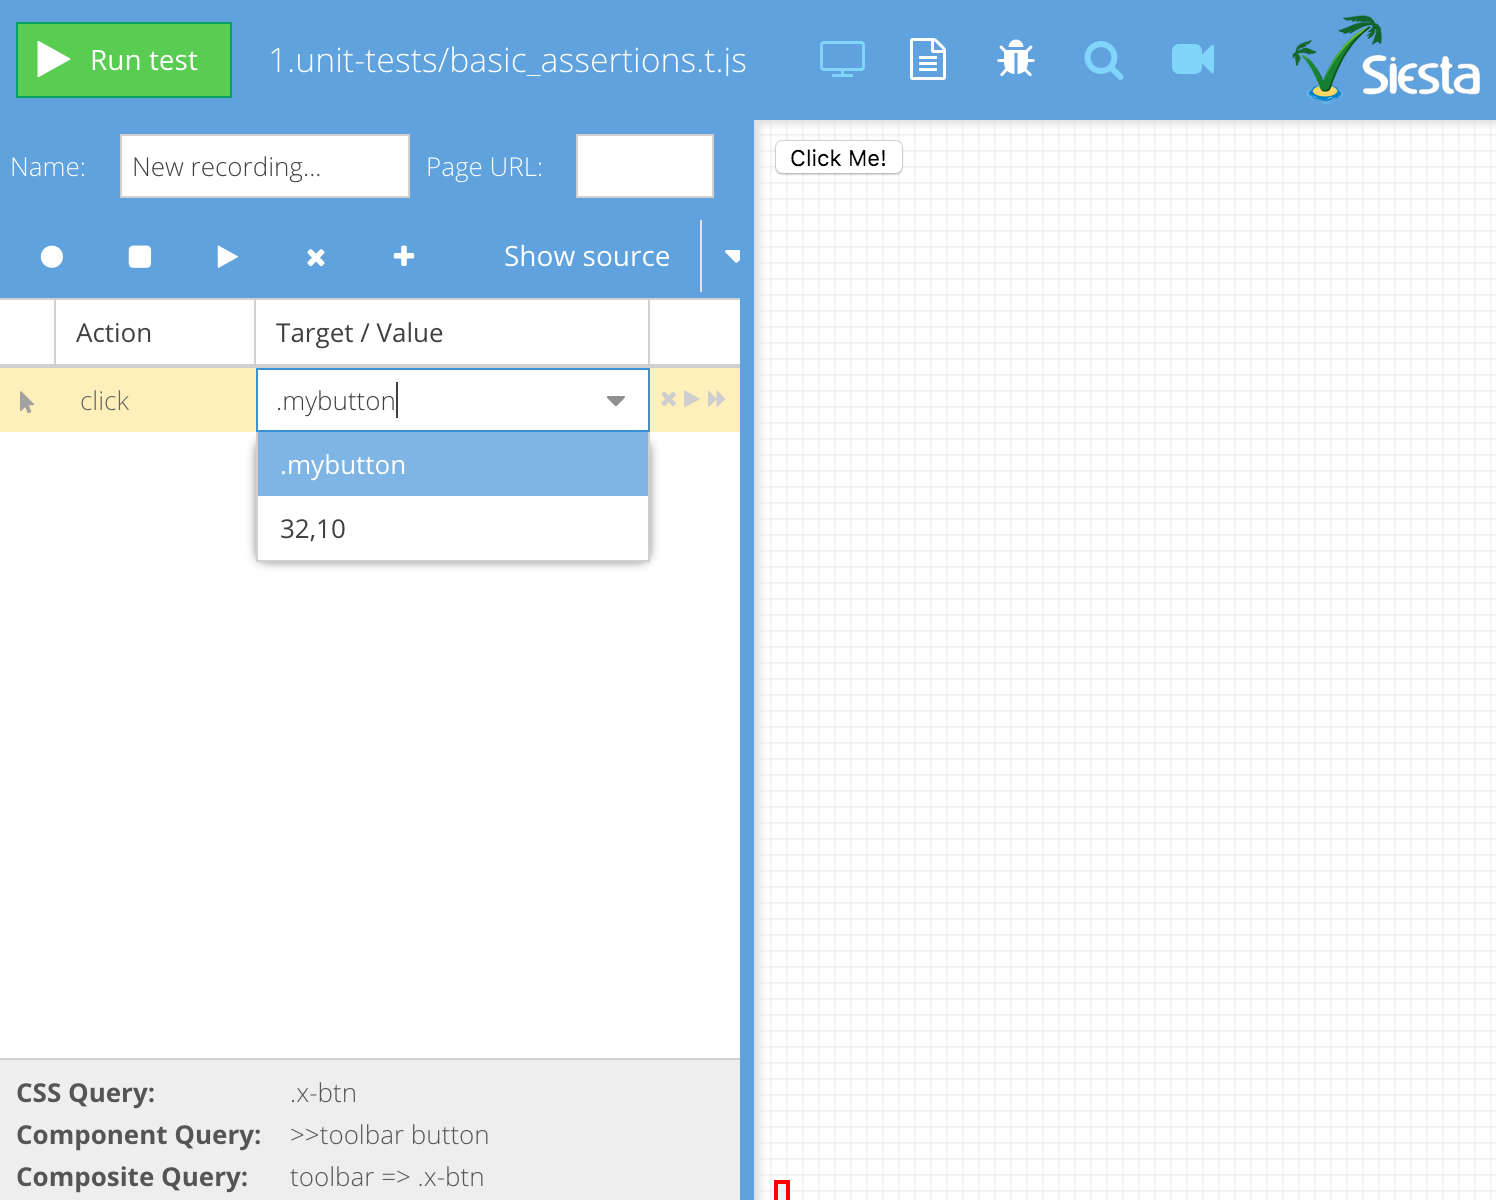 Run test
1.unit-tests/basic_assertions.t.js
Siesta
Name:
New recording...
Page URL:
Click Me!
Show source
Action
Target / Value
click
.mybutton
.mybutton
32,10
CSS Query:
.x-btn
Component Query:
>>toolbar button
Composite Query:
toolbar => .x-btn